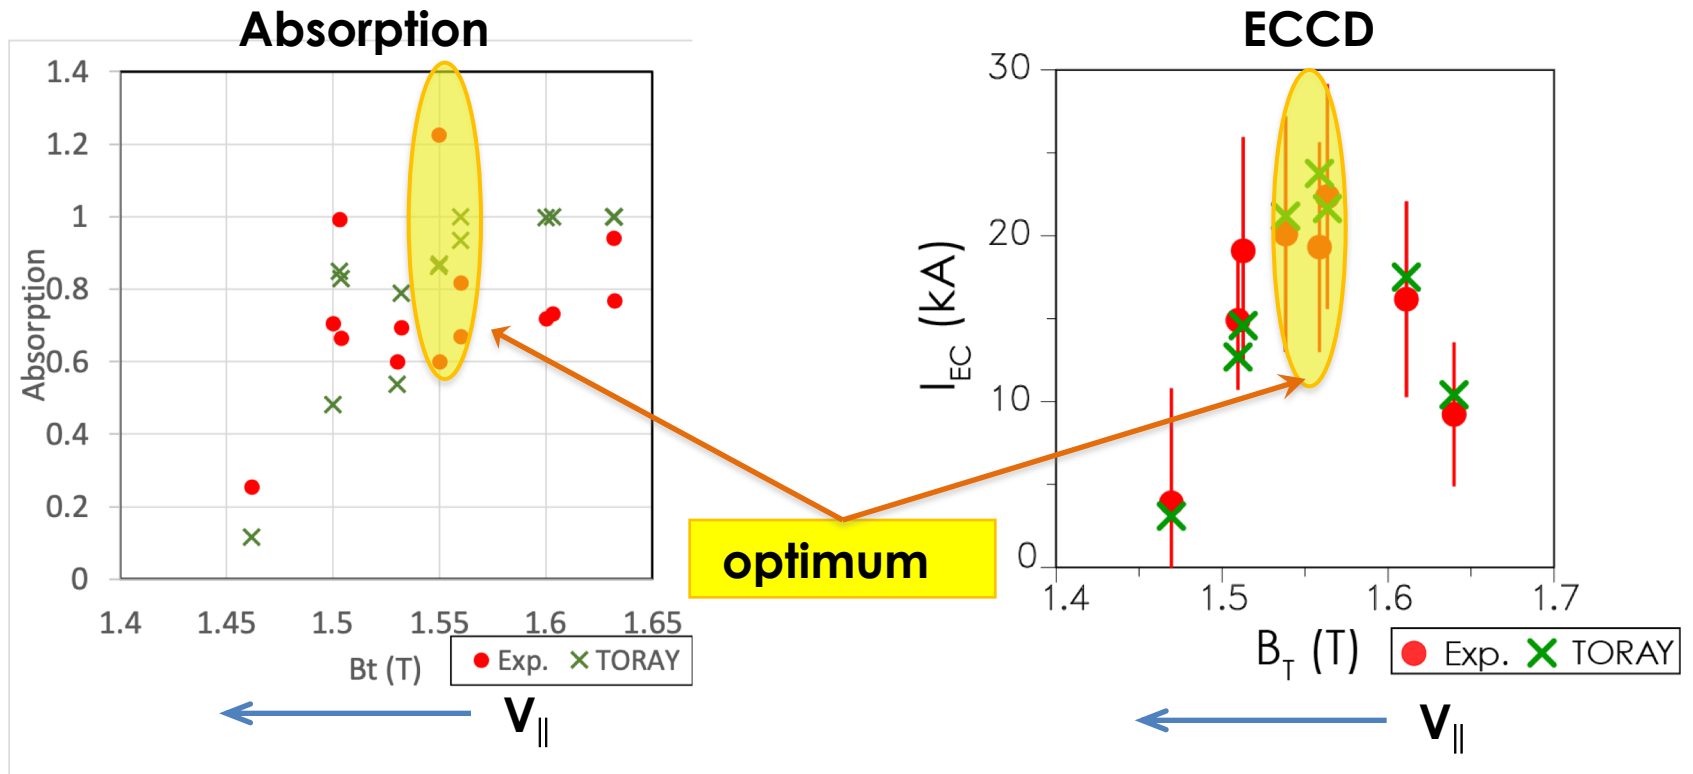 Absorption
1.4
1.2
1
0.8
0.6
0.4
0.2
0
Absorption
1.4 1.45 1.5 1.55 1.6 1.65
Bt (T)
Exp. TORAY
V||
optimum
ECCD
30
20
10
0
I_EC (kA)
1.4 1.5 1.6 1.7
B_T (T)
Exp. TORAY
V||